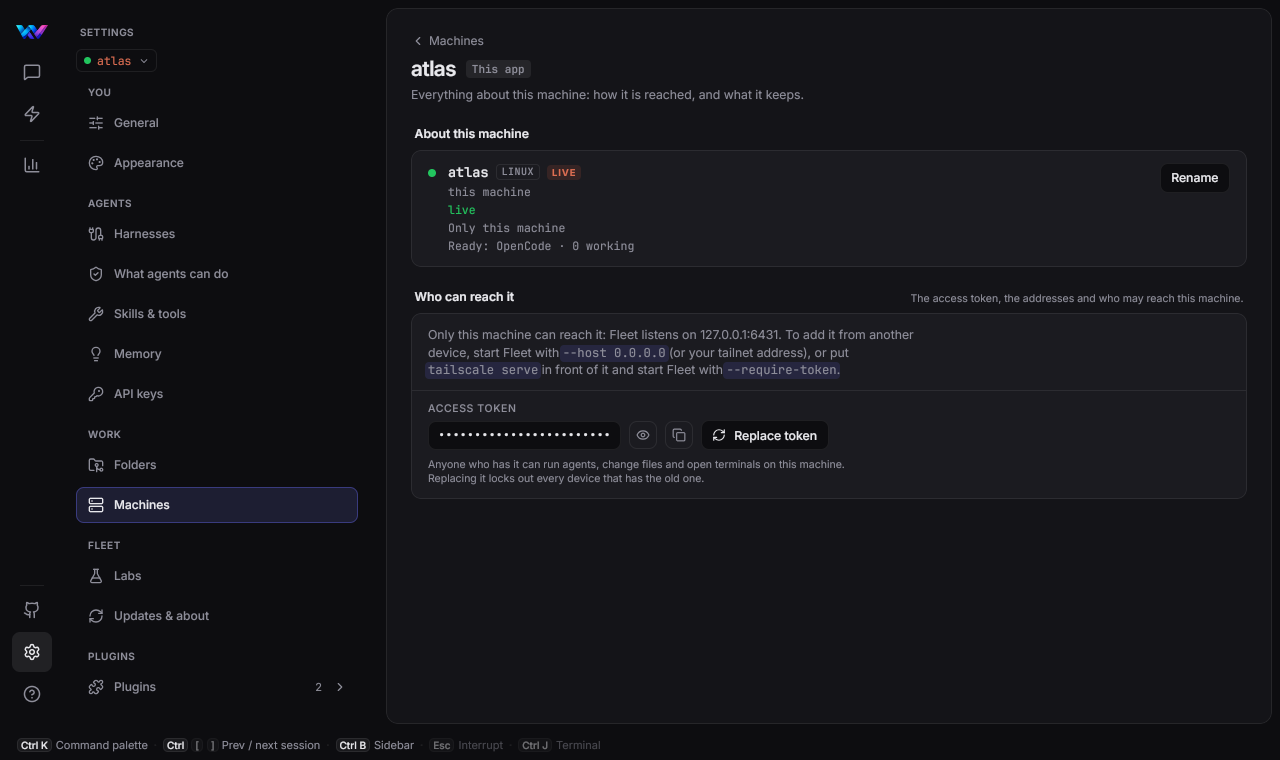 SETTINGS
atlas
YOU
General
Appearance
AGENTS
Harnesses
What agents can do
Skills & tools
Memory
API keys
WORK
Folders
Machines
FLEET
Labs
Updates & about
PLUGINS
Plugins 2
Machines
atlas This app
Everything about this machine: how it is reached, and what it keeps.
About this machine
atlas LINUX LIVE
Rename
this machine
live
Only this machine
Ready: OpenCode · 0 working
Who can reach it
The access token, the addresses and who may reach this machine.
Only this machine can reach it: Fleet listens on 127.0.0.1:6431. To add it from another
device, start Fleet with --host 0.0.0.0 (or your tailnet address), or put
tailscale serve in front of it and start Fleet with --require-token.
ACCESS TOKEN
••••••••••••••••••••••••
Replace token
Anyone who has it can run agents, change files and open terminals on this machine.
Replacing it locks out every device that has the old one.
Ctrl K Command palette · Ctrl [ ] Prev / next session · Ctrl B Sidebar · Esc Interrupt · Ctrl J Terminal